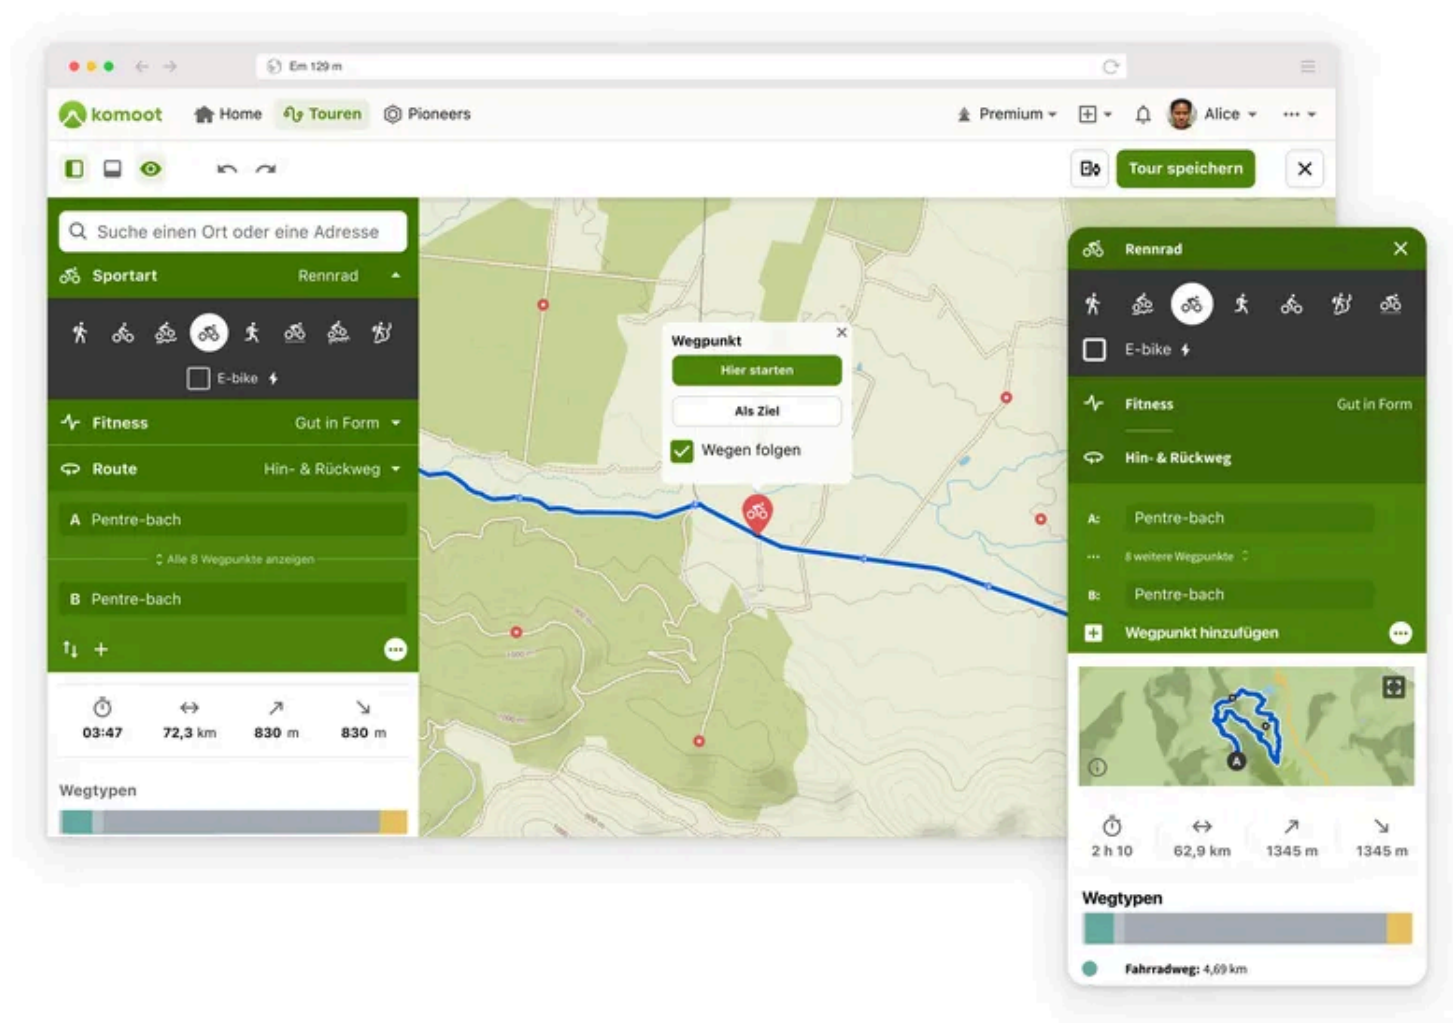 Em 129 m
komoot
Home
Touren
Pioneers
Premium
Alice
Tour speichern
Suche einen Ort oder eine Adresse
Sportart Rennrad
E-bike
Fitness Gut in Form
Route Hin- & Rückweg
A Pentre-bach
Alle 8 Wegpunkte anzeigen
B Pentre-bach
03:47 72,3 km 830 m 830 m
Wegtypen
Wegpunkt
Hier starten
Als Ziel
Wegen folgen
Rennrad
E-bike
Fitness Gut in Form
Hin- & Rückweg
A: Pentre-bach
8 weitere Wegpunkte
B: Pentre-bach
Wegpunkt hinzufügen
A
2 h 10 62,9 km 1345 m 1345 m
Wegtypen
Fahrradweg: 4,69 km